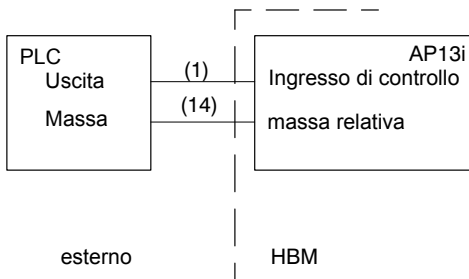 PLC
Uscita
Massa
(1)
(14)
AP13i
Ingresso di controllo
massa relativa
esterno
HBM